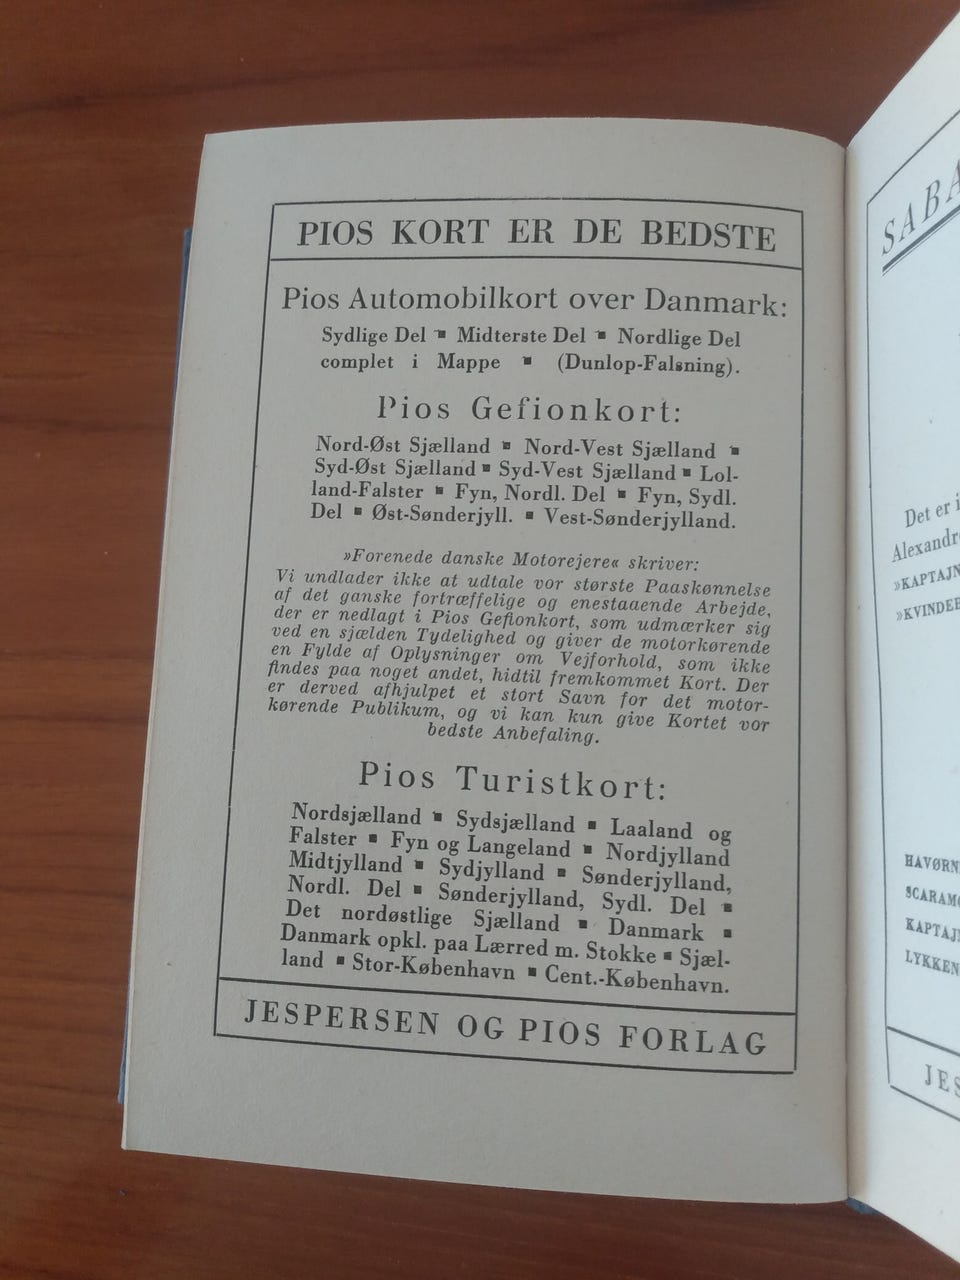 PIOS KORT ER DE BEDSTE
Pios Automobilkort over Danmark:
Sydlige Del ▪ Midterste Del ▪ Nordlige Del
complet i Mappe ▪ (Dunlop-Falsning).
Pios Gefionkort:
Nord-Øst Sjælland ▪ Nord-Vest Sjælland ▪
Syd-Øst Sjælland ▪ Syd-Vest Sjælland ▪ Lol-
land-Falster ▪ Fyn, Nordl. Del ▪ Fyn, Sydl.
Del ▪ Øst-Sønderjyll. ▪ Vest-Sønderjylland.
»Forenede danske Motorejere« skriver:
Vi undlader ikke at udtale vor største Paaskønnelse
af det ganske fortræffelige og enestaaende Arbejde,
der er nedlagt i Pios Gefionkort, som udmærker sig
ved en sjælden Tydelighed og giver de motorkørende
en Fylde af Oplysninger om Vejforhold, som ikke
findes paa noget andet, hidtil fremkommet Kort. Der
er derved afhjulpet et stort Savn for det motor-
kørende Publikum, og vi kan kun give Kortet vor
bedste Anbefaling.
Pios Turistkort:
Nordsjælland ▪ Sydsjælland ▪ Laaland og
Falster ▪ Fyn og Langeland ▪ Nordjylland
Midtjylland ▪ Sydjylland ▪ Sønderjylland,
Nordl. Del ▪ Sønderjylland, Sydl. Del ▪
Det nordøstlige Sjælland ▪ Danmark ▪
Danmark opkl. paa Lærred m. Stokke ▪ Sjæl-
land ▪ Stor-København ▪ Cent.-København.
JESPERSEN OG PIOS FORLAG
SABA
Det er i
Alexandr
»KAPTAJN
»KVINDEB
HAVØRN
SCARAMO
KAPTAJN
LYKKEN
JES